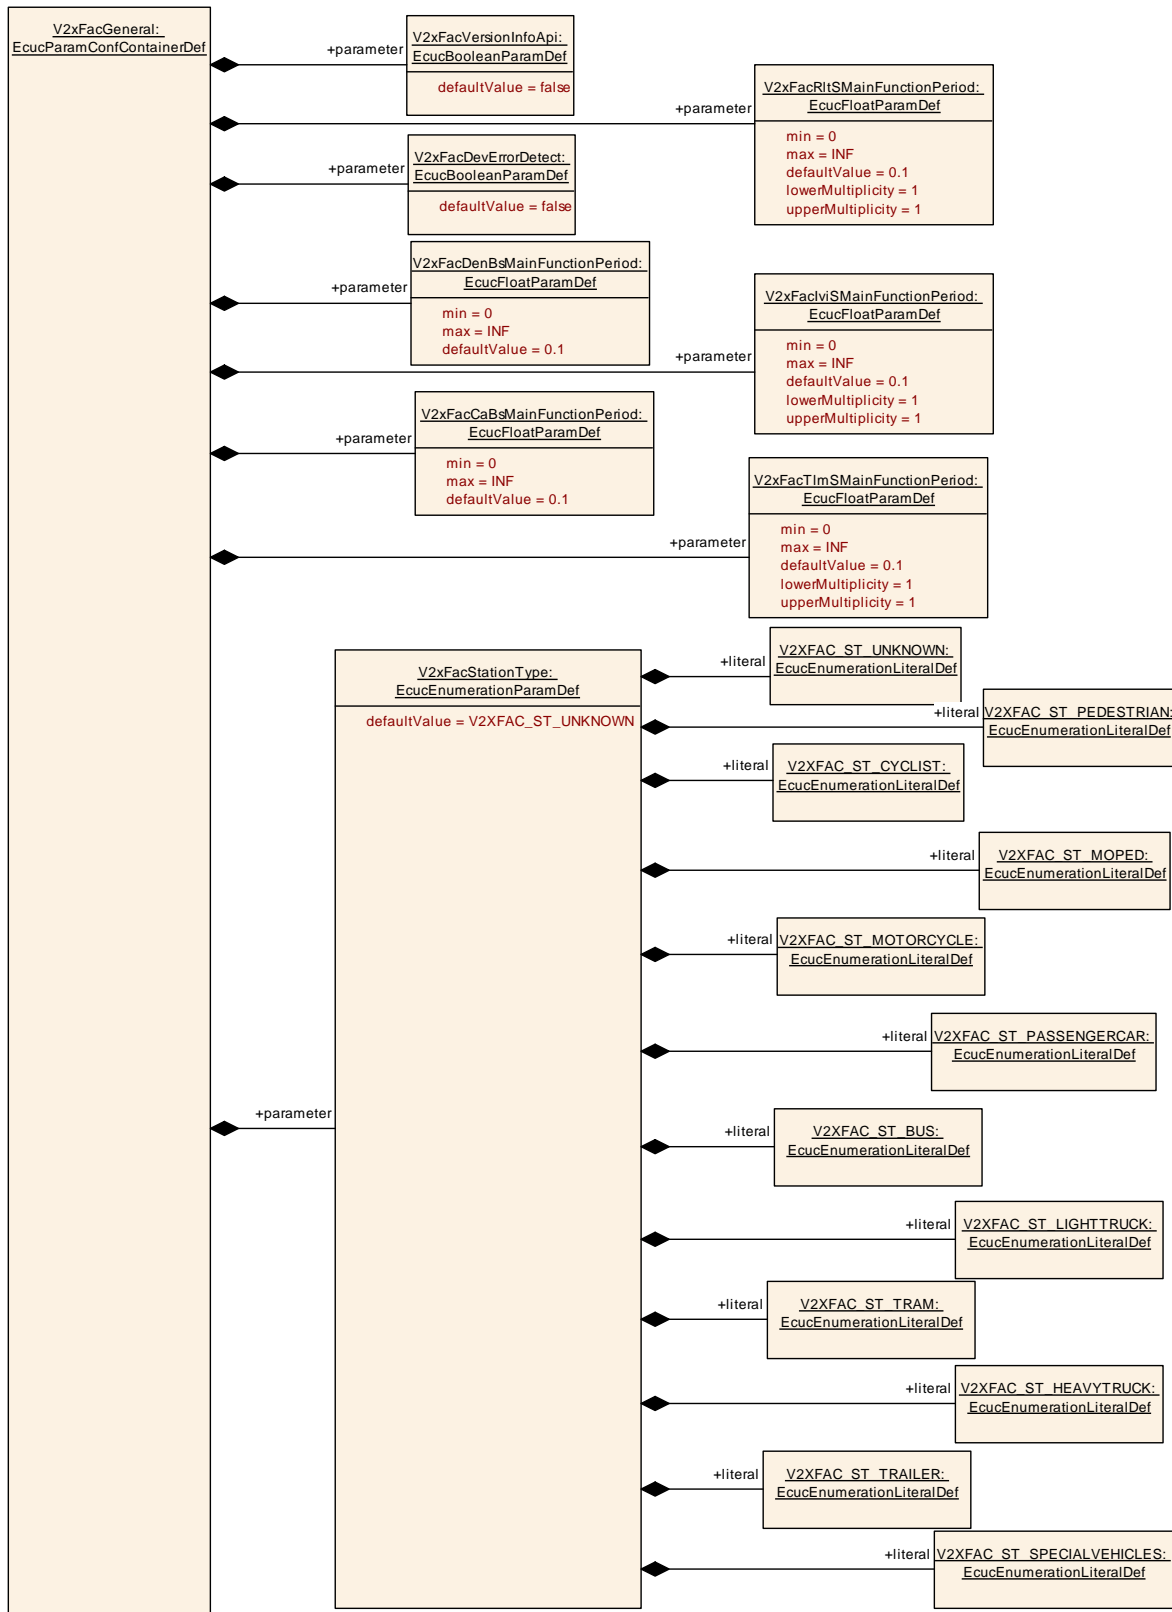 V2xFacGeneral:
EcucParamConfContainerDef
+parameter
V2xFacVersionInfoApi:
EcucBooleanParamDef
defaultValue = false
+parameter
V2xFacRltSMainFunctionPeriod:
EcucFloatParamDef
min = 0
max = INF
defaultValue = 0.1
lowerMultiplicity = 1
upperMultiplicity = 1
+parameter
V2xFacDevErrorDetect:
EcucBooleanParamDef
defaultValue = false
+parameter
V2xFacDenBsMainFunctionPeriod:
EcucFloatParamDef
min = 0
max = INF
defaultValue = 0.1
+parameter
V2xFacIviSMainFunctionPeriod:
EcucFloatParamDef
min = 0
max = INF
defaultValue = 0.1
lowerMultiplicity = 1
upperMultiplicity = 1
+parameter
V2xFacCaBsMainFunctionPeriod:
EcucFloatParamDef
min = 0
max = INF
defaultValue = 0.1
+parameter
V2xFacTlmSMainFunctionPeriod:
EcucFloatParamDef
min = 0
max = INF
defaultValue = 0.1
lowerMultiplicity = 1
upperMultiplicity = 1
+parameter
V2xFacStationType:
EcucEnumerationParamDef
defaultValue = V2XFAC_ST_UNKNOWN
+literal
V2XFAC_ST_UNKNOWN:
EcucEnumerationLiteralDef
+literal
V2XFAC_ST_PEDESTRIAN:
EcucEnumerationLiteralDef
+literal
V2XFAC_ST_CYCLIST:
EcucEnumerationLiteralDef
+literal
V2XFAC_ST_MOPED:
EcucEnumerationLiteralDef
+literal
V2XFAC_ST_MOTORCYCLE:
EcucEnumerationLiteralDef
+literal
V2XFAC_ST_PASSENGERCAR:
EcucEnumerationLiteralDef
+literal
V2XFAC_ST_BUS:
EcucEnumerationLiteralDef
+literal
V2XFAC_ST_LIGHTTRUCK:
EcucEnumerationLiteralDef
+literal
V2XFAC_ST_TRAM:
EcucEnumerationLiteralDef
+literal
V2XFAC_ST_HEAVYTRUCK:
EcucEnumerationLiteralDef
+literal
V2XFAC_ST_TRAILER:
EcucEnumerationLiteralDef
+literal
V2XFAC_ST_SPECIALVEHICLES:
EcucEnumerationLiteralDef